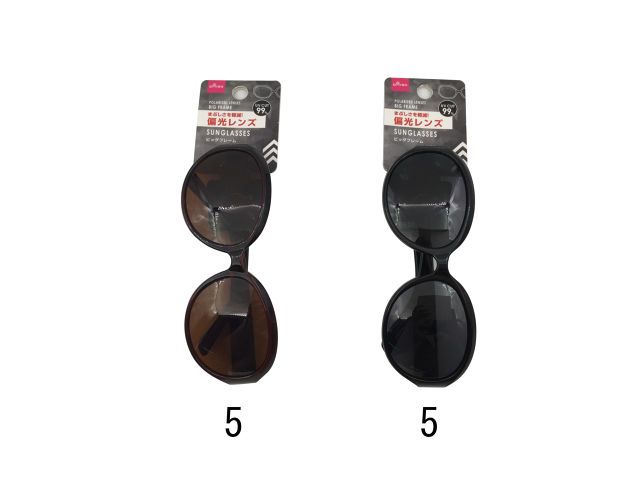 DAISO
POLARIZED LENSES
BIG FRAME
UV CUT
99%
まぶしさを軽減!
偏光レンズ
SUNGLASSES
ビッグフレーム
5
DAISO
POLARIZED LENSES
BIG FRAME
UV CUT
99%
まぶしさを軽減!
偏光レンズ
SUNGLASSES
ビッグフレーム
5